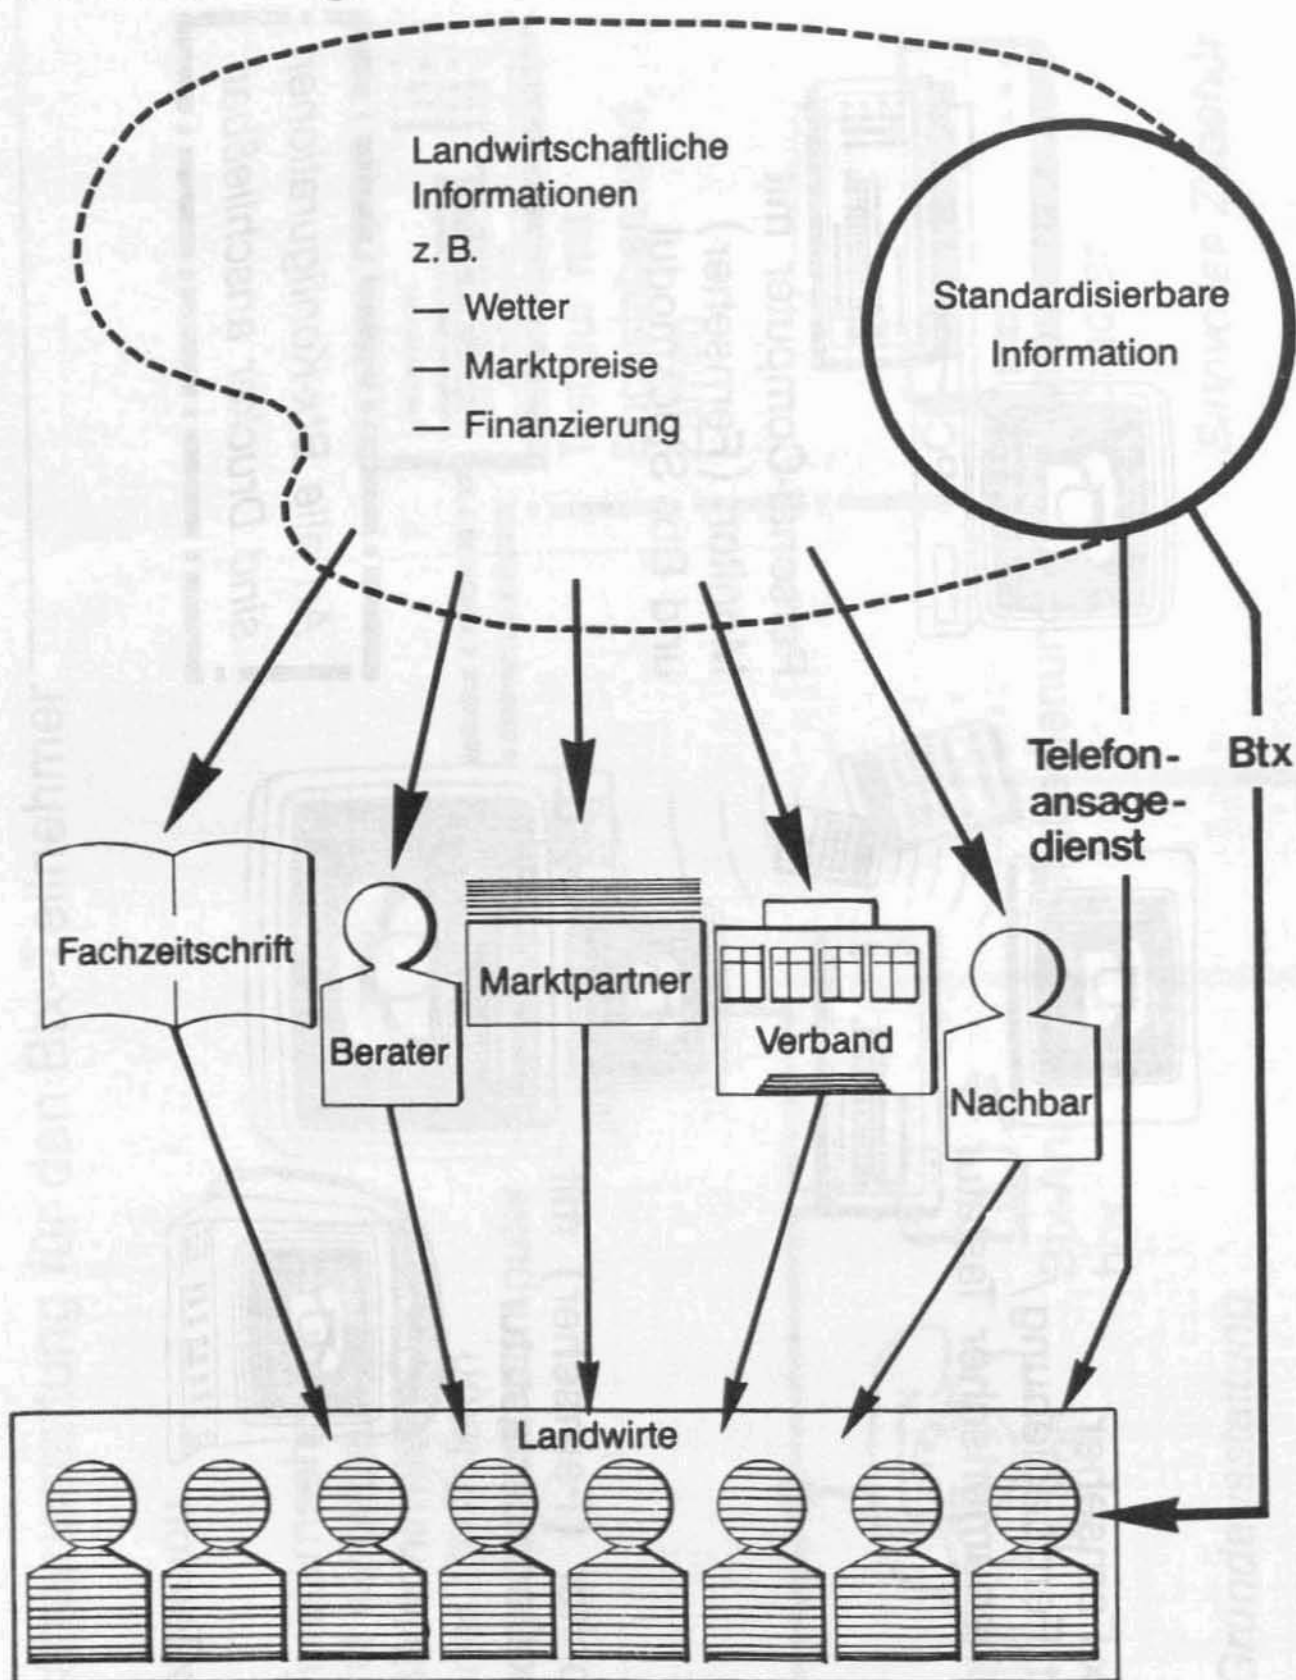 Landwirtschaftliche
Informationen
z. B.
— Wetter
— Marktpreise
— Finanzierung
Standardisierbare
Information
Telefon-
ansage-
dienst
Btx
Fachzeitschrift
Berater
Marktpartner
Verband
Nachbar
Landwirte